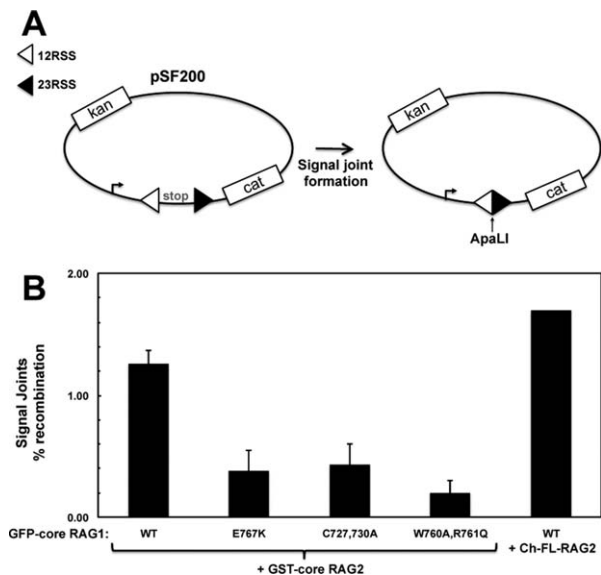 A
12RSS
23RSS
pSF200
kan
stop
cat
Signal joint
formation
kan
cat
ApaLI
B
Signal Joints
% recombination
2.00
1.00
0.00
GFP-core RAG1: WT E767K C727,730A W760A,R761Q WT
+ Ch-FL-RAG2
+ GST-core RAG2